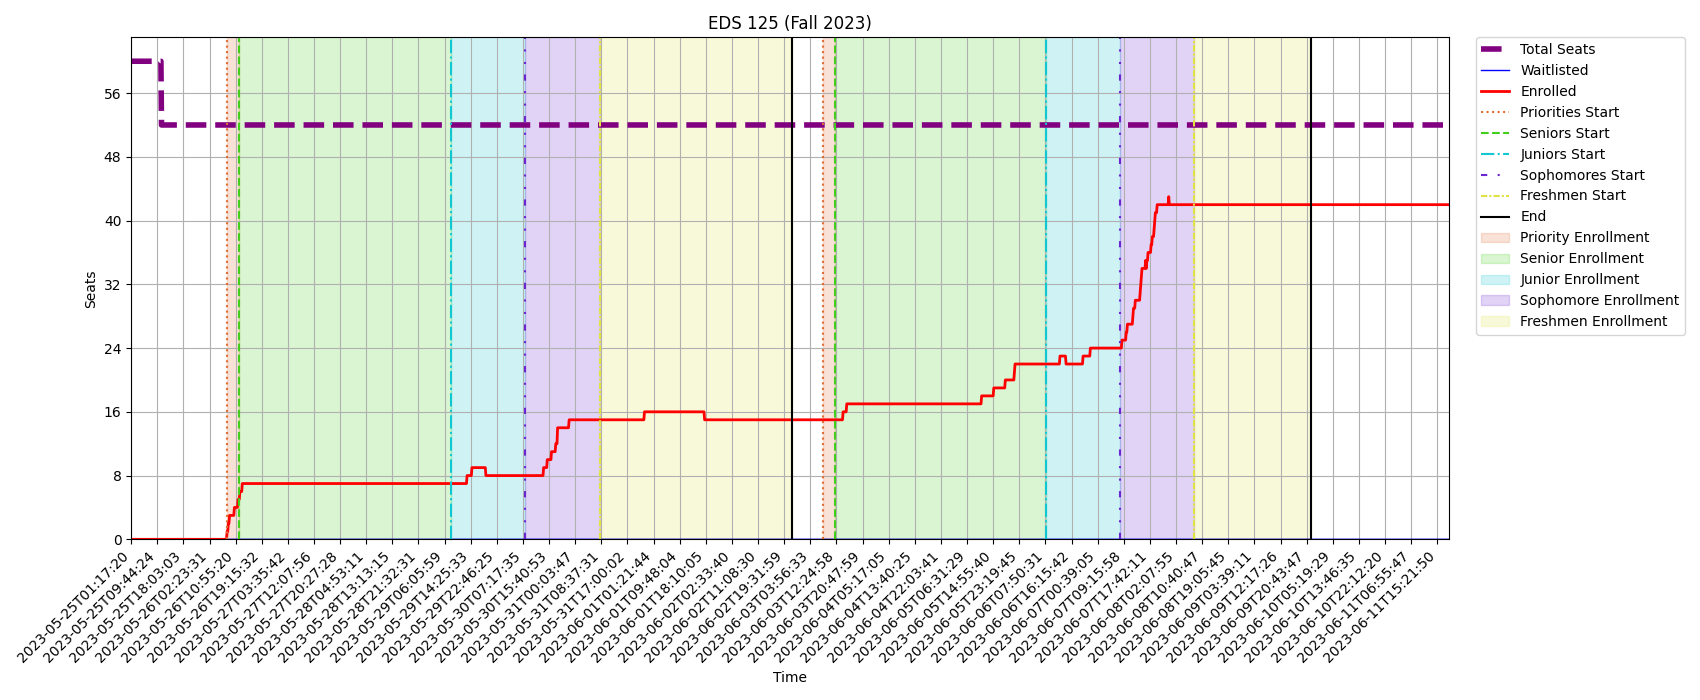 EDS 125 (Fall 2023)
Seats
56
48
40
32
24
16
8
0
2023-05-25T01:17:20
2023-05-25T09:44:24
2023-05-25T18:03:03
2023-05-26T02:23:31
2023-05-26T10:55:20
2023-05-26T19:15:32
2023-05-27T03:35:42
2023-05-27T12:07:56
2023-05-27T20:27:28
2023-05-28T04:53:11
2023-05-28T13:13:15
2023-05-28T21:32:31
2023-05-29T06:05:59
2023-05-29T14:25:33
2023-05-29T22:46:25
2023-05-30T07:17:35
2023-05-30T15:40:53
2023-05-31T00:03:47
2023-05-31T08:37:31
2023-05-31T17:00:02
2023-06-01T01:21:44
2023-06-01T09:48:04
2023-06-01T18:10:05
2023-06-02T02:33:40
2023-06-02T11:08:30
2023-06-02T19:31:59
2023-06-03T03:56:33
2023-06-03T12:24:58
2023-06-03T20:47:55
2023-06-04T05:17:05
2023-06-04T13:40:25
2023-06-04T22:03:41
2023-06-05T06:31:29
2023-06-05T14:55:40
2023-06-05T23:19:45
2023-06-06T07:50:31
2023-06-06T16:15:42
2023-06-07T00:39:05
2023-06-07T09:15:58
2023-06-07T17:42:11
2023-06-08T02:07:55
2023-06-08T10:40:47
2023-06-08T19:05:45
2023-06-09T03:39:11
2023-06-09T12:17:26
2023-06-09T20:43:47
2023-06-10T05:19:29
2023-06-10T13:46:35
2023-06-10T22:12:20
2023-06-11T06:55:47
2023-06-11T15:21:50
Time
Total Seats
Waitlisted
Enrolled
Priorities Start
Seniors Start
Juniors Start
Sophomores Start
Freshmen Start
End
Priority Enrollment
Senior Enrollment
Junior Enrollment
Sophomore Enrollment
Freshmen Enrollment